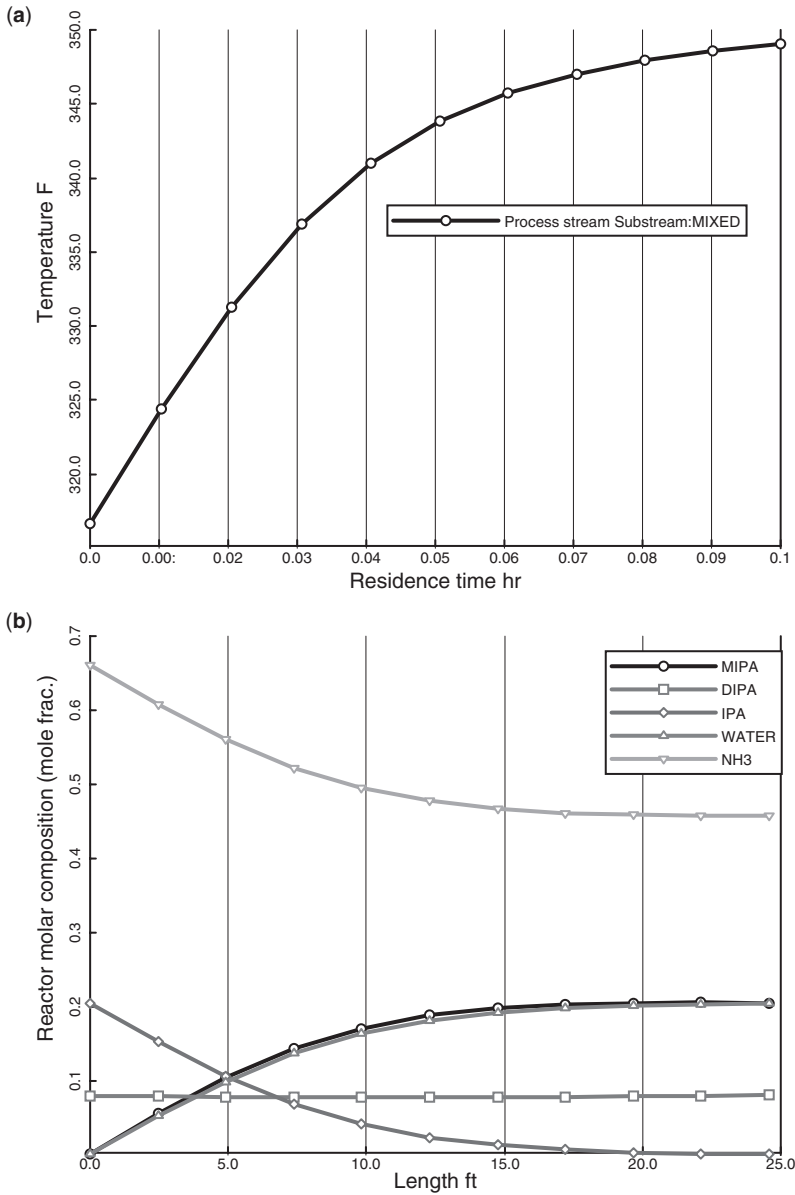 (a)
Temperature F
350.0
345.0
340.0
335.0
330.0
325.0
320.0
Process stream Substream:MIXED
0.0 0.00: 0.02 0.03 0.04 0.05 0.06 0.07 0.08 0.09 0.1
Residence time hr
(b)
Reactor molar composition (mole frac.)
0.7
0.6
0.5
0.4
0.3
0.2
0.1
MIPA
DIPA
IPA
WATER
NH3
0.0 5.0 10.0 15.0 20.0 25.0
Length ft